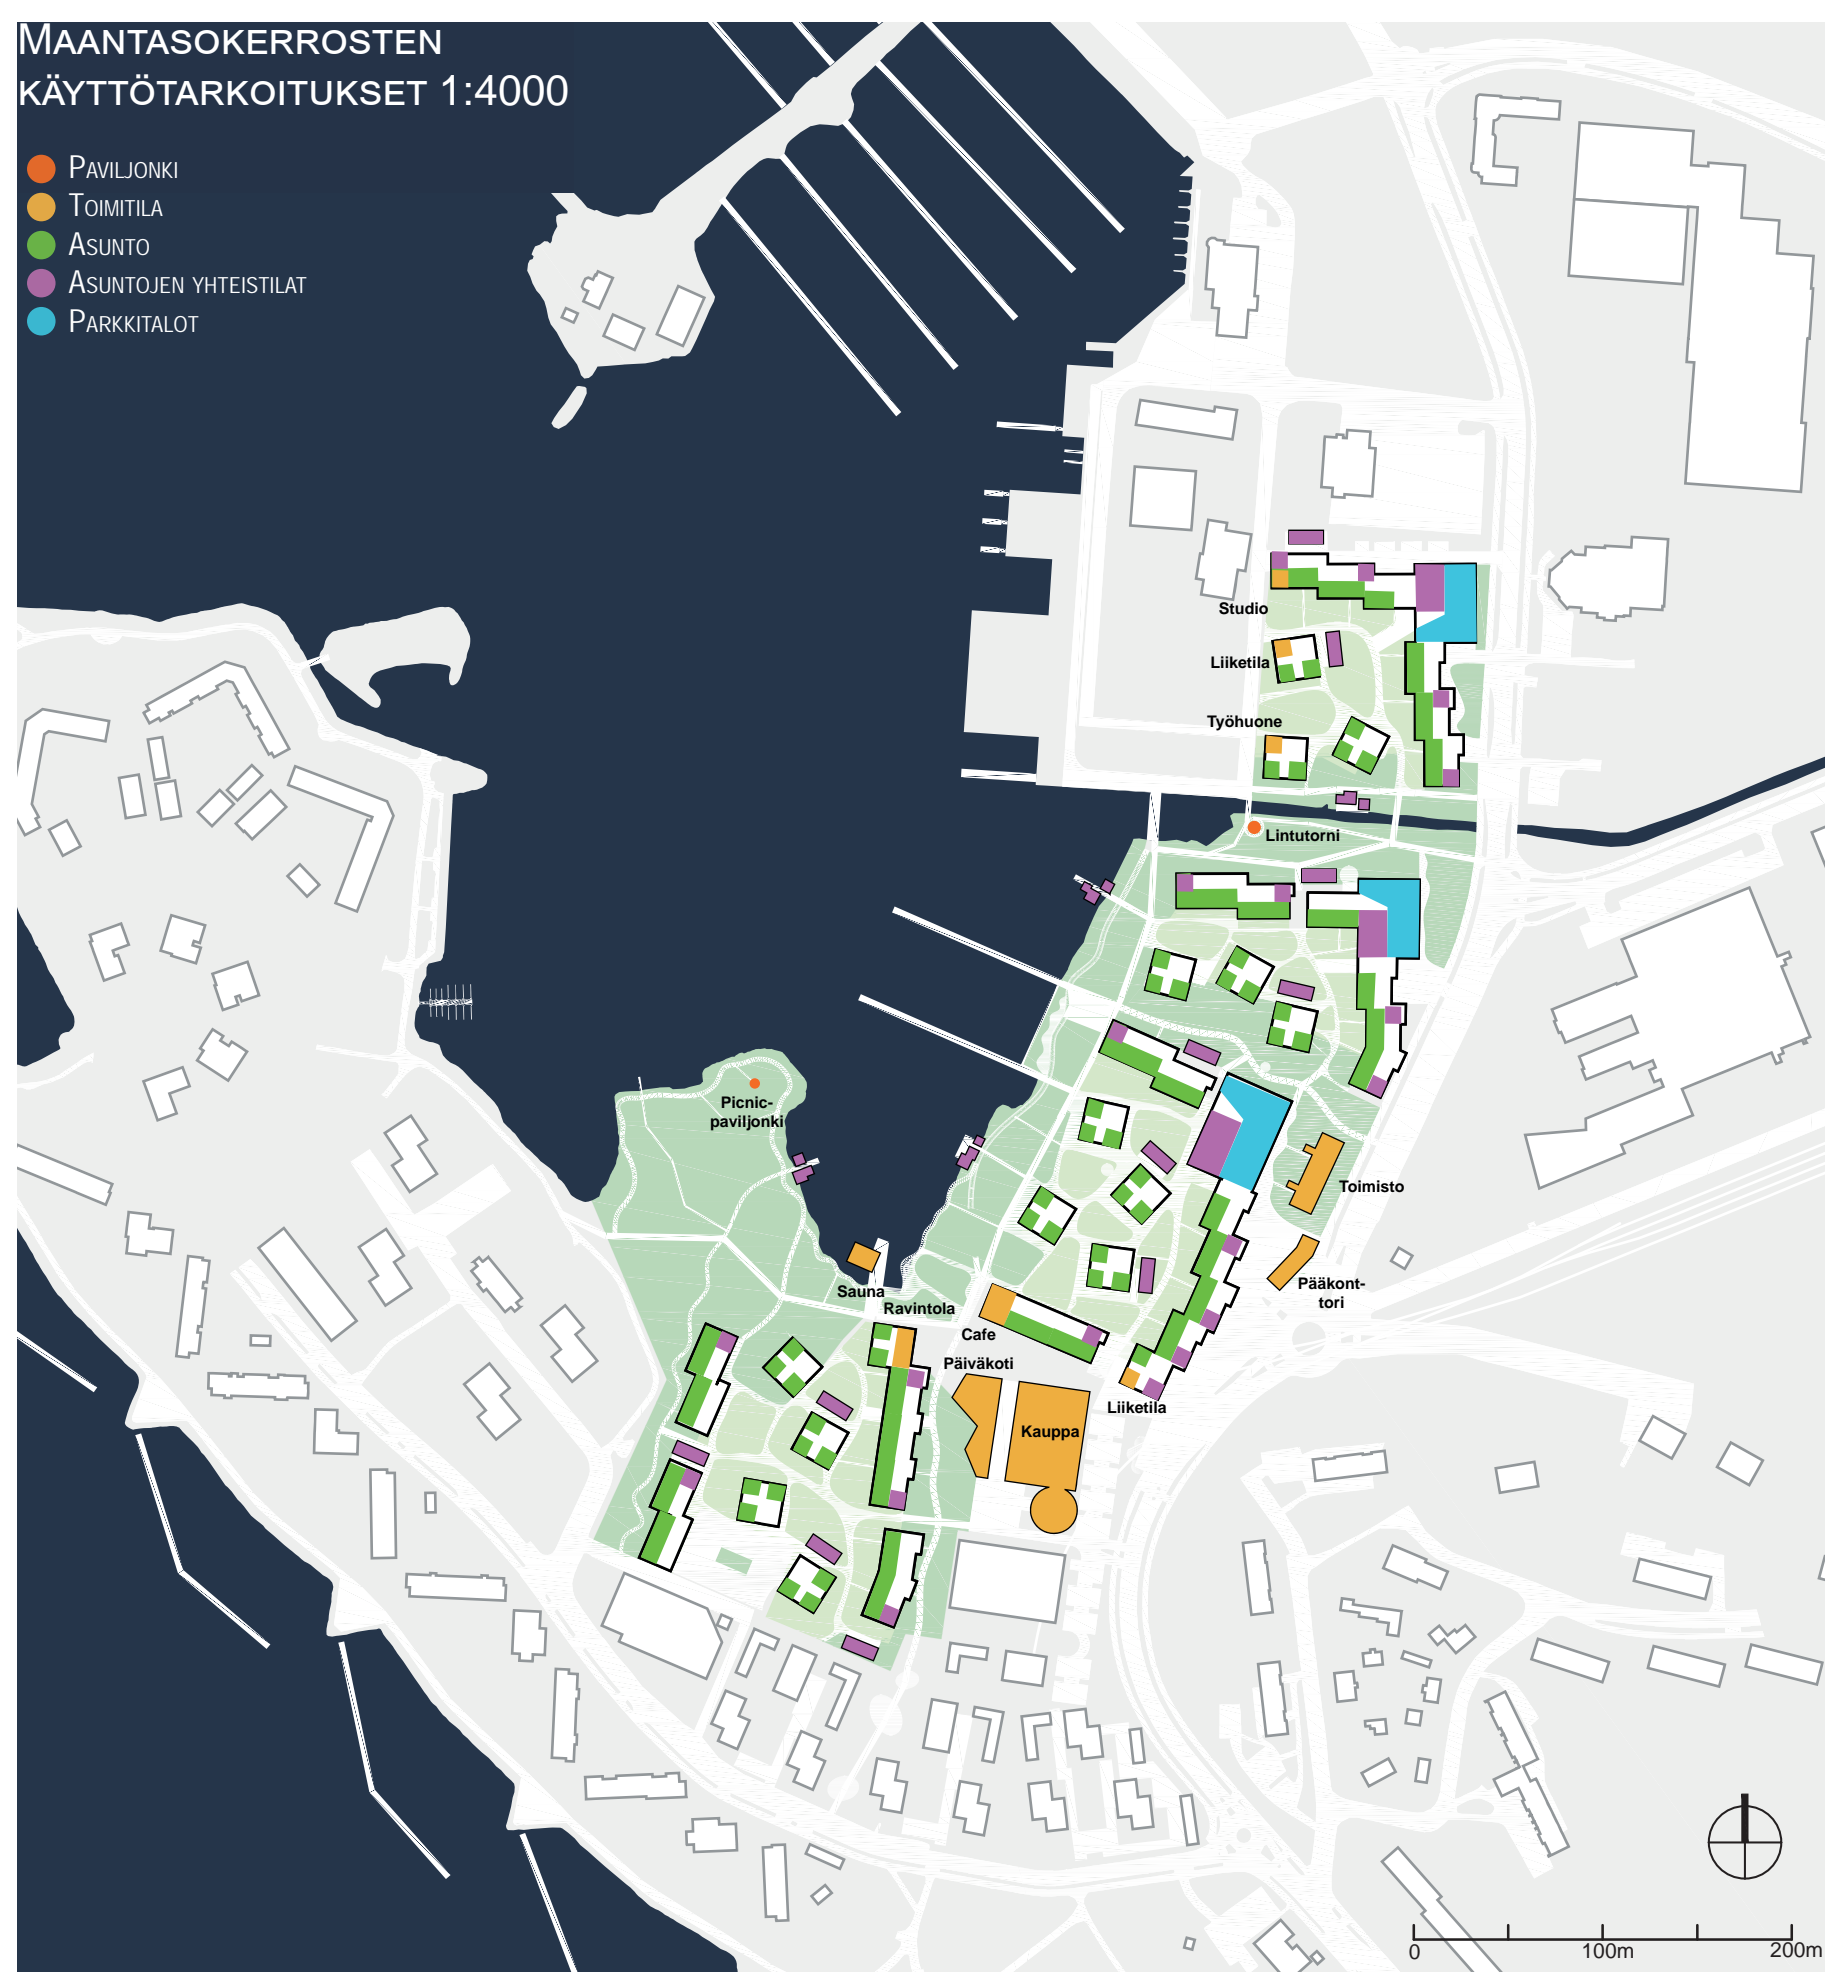 MAANTASOKERROSTEN
KÄYTTÖTARKOITUKSET 1:4000
PAVILJONKI
TOIMITILA
ASUNTO
ASUNTOJEN YHTEISTILAT
PARKKITALOT
Studio
Liiketila
Työhuone
Lintutorni
Picnic-
paviljonki
Toimisto
Pääkont-
tori
Sauna
Ravintola
Cafe
Päiväkoti
Liiketila
Kauppa
0 100m 200m